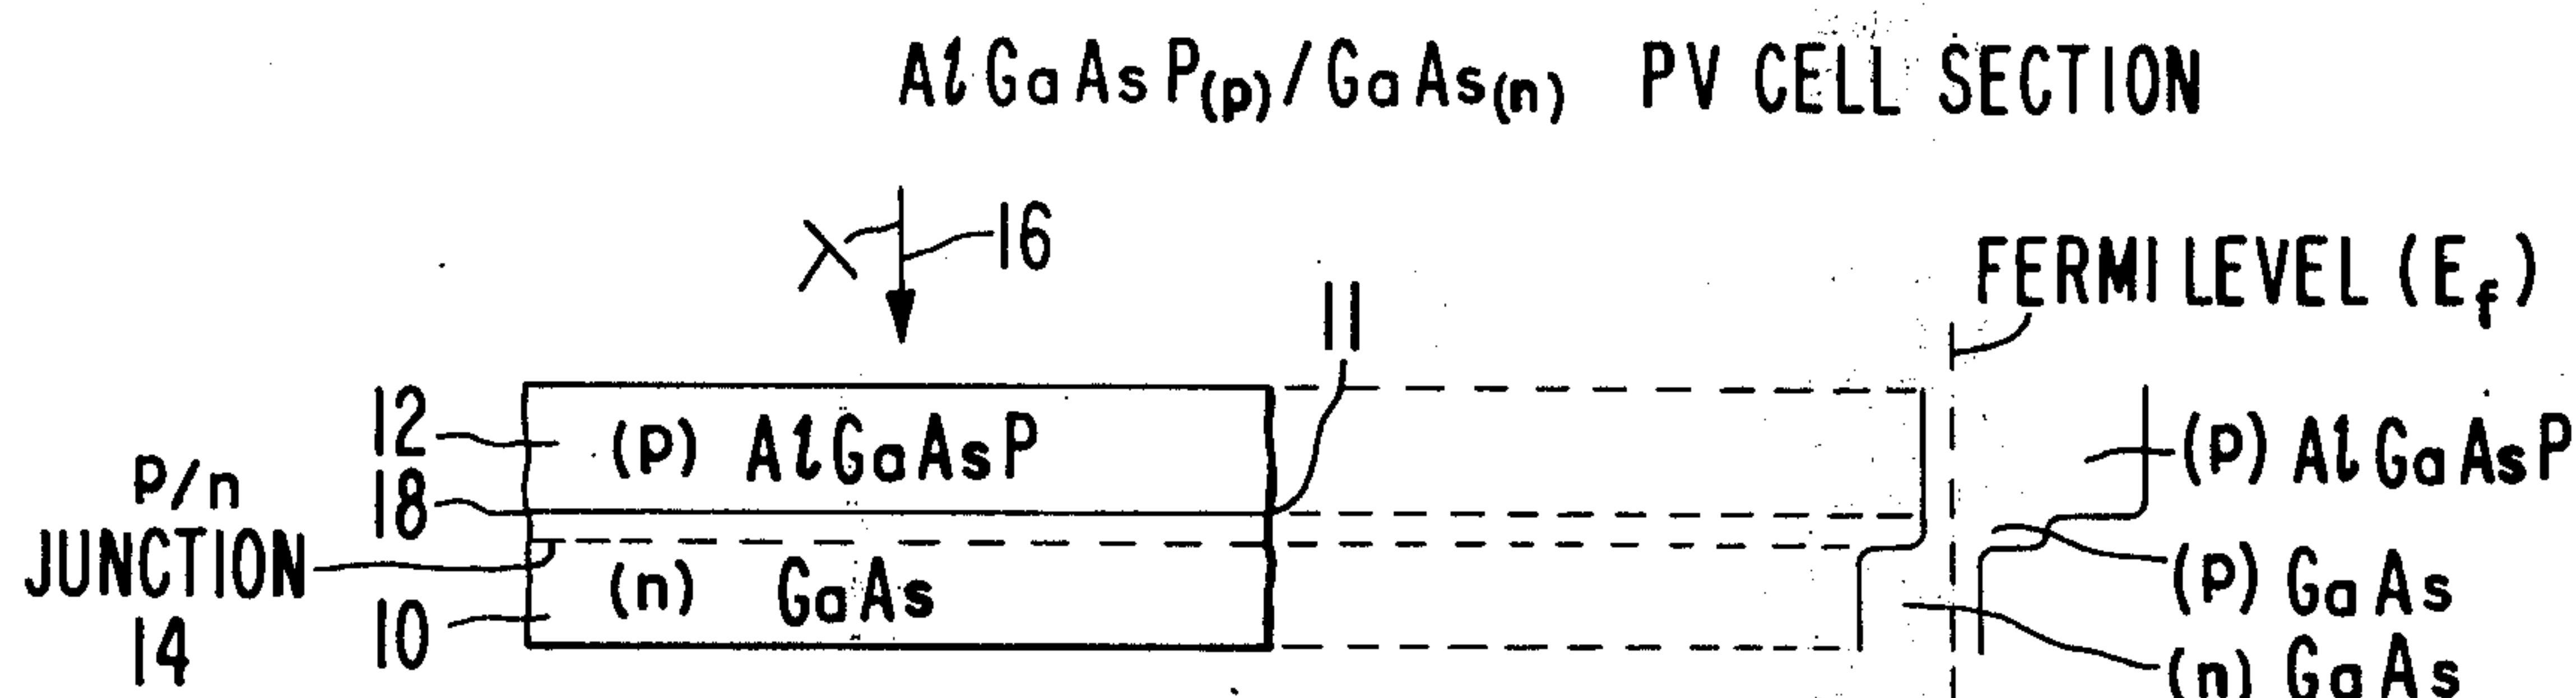 AlGaAsP(p)/GaAs(n) PV CELL SECTION
λ
16
FERMI LEVEL (Ef)
11
12
(p) AlGaAsP
(p) AlGaAsP
18
p/n
JUNCTION
14
(n) GaAs
10
(p) GaAs
(n) GaAs